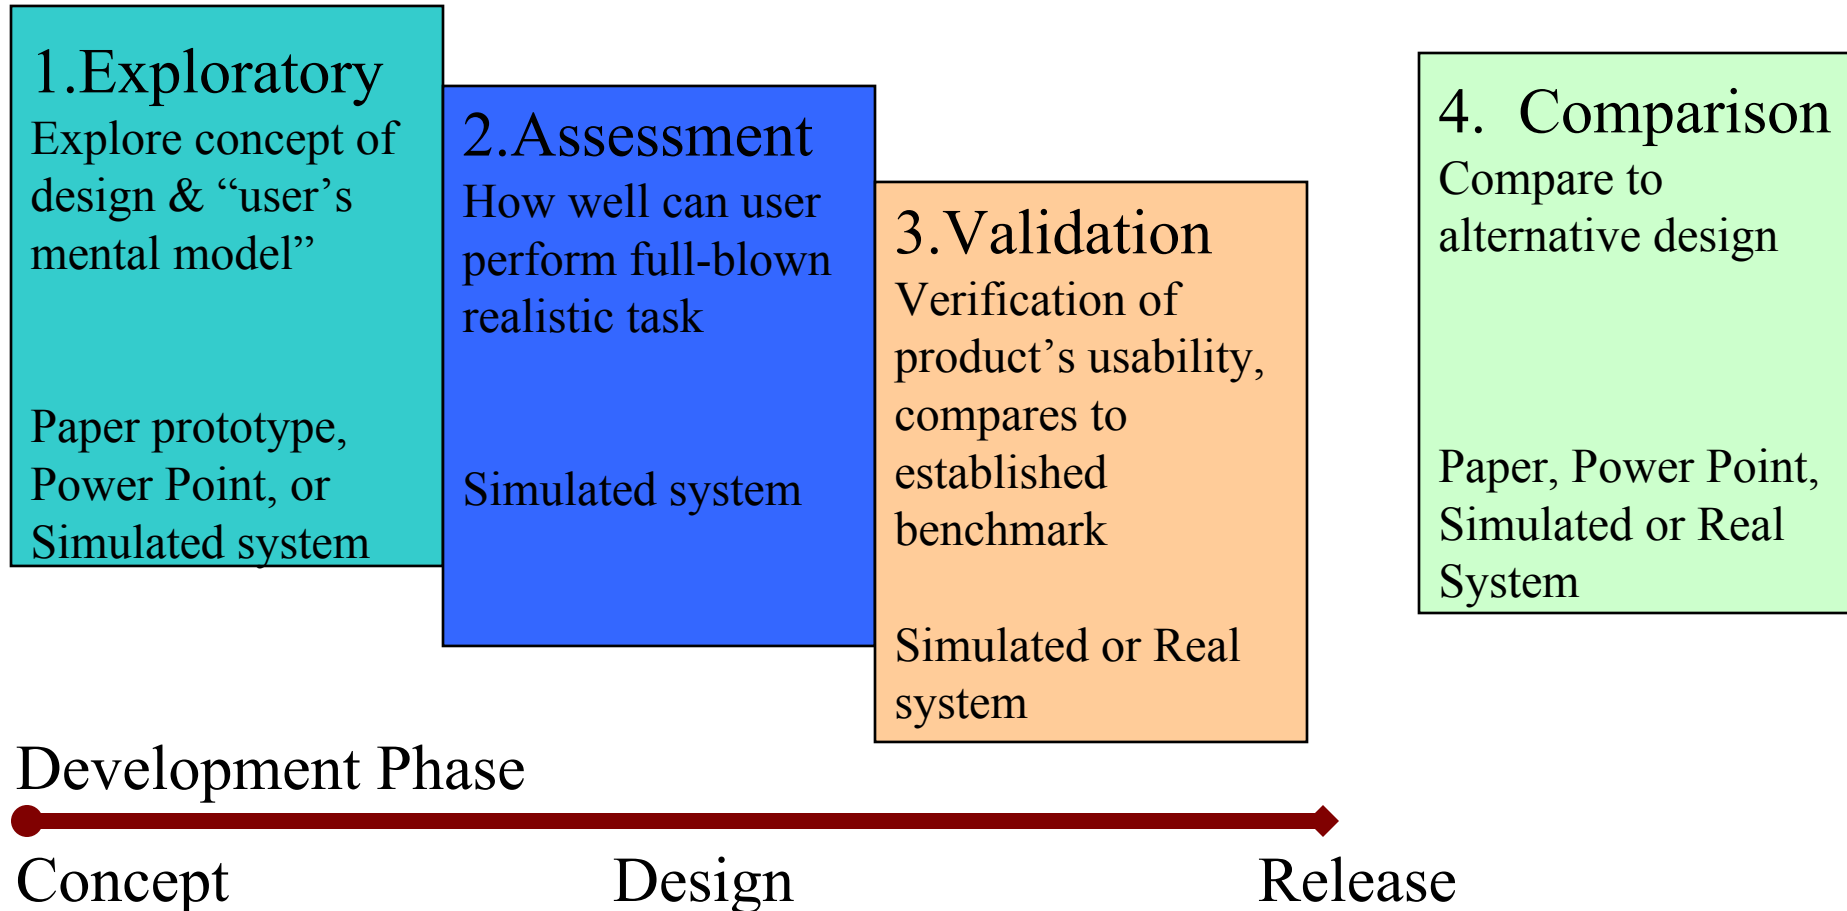 1.Exploratory
Explore concept of
design & “user’s
mental model”
Paper prototype,
Power Point, or
Simulated system
2.Assessment
How well can user
perform full-blown
realistic task
Simulated system
3.Validation
Verification of
product’s usability,
compares to
established
benchmark
Simulated or Real
system
4. Comparison
Compare to
alternative design
Paper, Power Point,
Simulated or Real
System
Development Phase
Concept
Design
Release